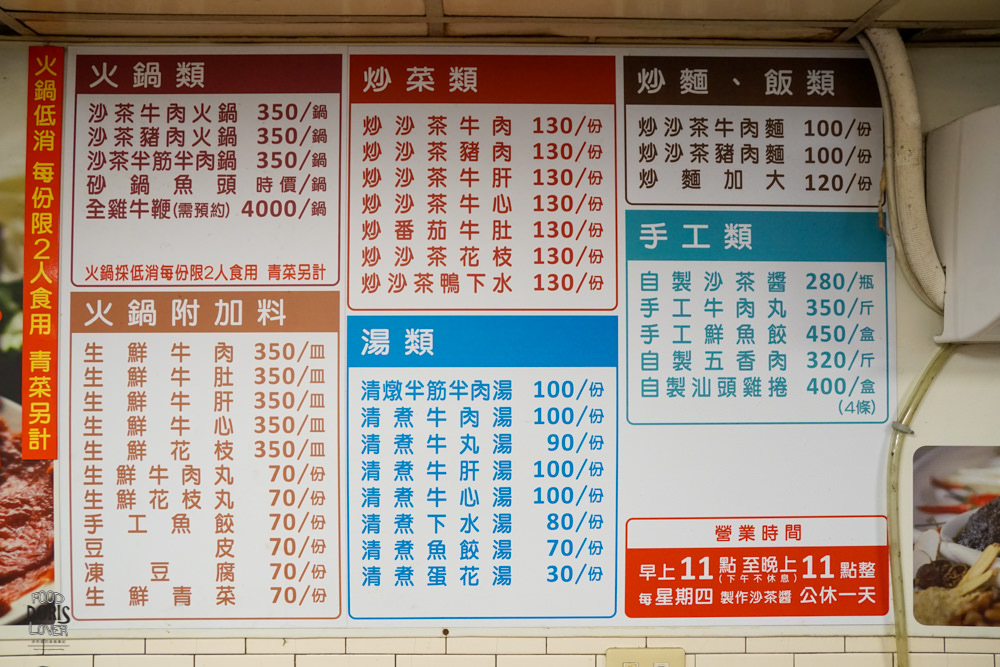 火鍋低消 每份限2人食用 青菜另計
火鍋類
沙茶牛肉火鍋 350/鍋
沙茶豬肉火鍋 350/鍋
沙茶半筋半肉鍋 350/鍋
砂鍋魚頭 時價/鍋
全雞牛鞭(需預約) 4000/鍋
火鍋採低消每份限2人食用 青菜另計
火鍋附加料
生鮮牛肉 350/皿
生鮮牛肚 350/皿
生鮮牛肝 350/皿
生鮮牛心 350/皿
生鮮花枝 350/皿
生鮮牛肉丸 70/份
生鮮花枝丸 70/份
手工魚餃 70/份
豆皮 70/份
凍豆腐 70/份
生鮮青菜 70/份
炒菜類
炒沙茶牛肉 130/份
炒沙茶豬肉 130/份
炒沙茶牛肝 130/份
炒沙茶牛心 130/份
炒番茄牛肚 130/份
炒沙茶花枝 130/份
炒沙茶鴨下水 130/份
湯類
清燉半筋半肉湯 100/份
清煮牛肉湯 100/份
清煮牛丸湯 90/份
清煮牛肝湯 100/份
清煮牛心湯 100/份
清煮下水湯 80/份
清煮魚餃湯 70/份
清煮蛋花湯 30/份
炒麵、飯類
炒沙茶牛肉麵 100/份
炒沙茶豬肉麵 100/份
炒麵加大 120/份
手工類
自製沙茶醬 280/瓶
手工牛肉丸 350/斤
手工鮮魚餃 450/盒
自製五香肉 320/斤
自製汕頭雞捲 400/盒
(4條)
營業時間
早上11點至晚上11點整
(下午不休息)
每星期四 製作沙茶醬 公休一天
FOOD
DORIS
LOVER